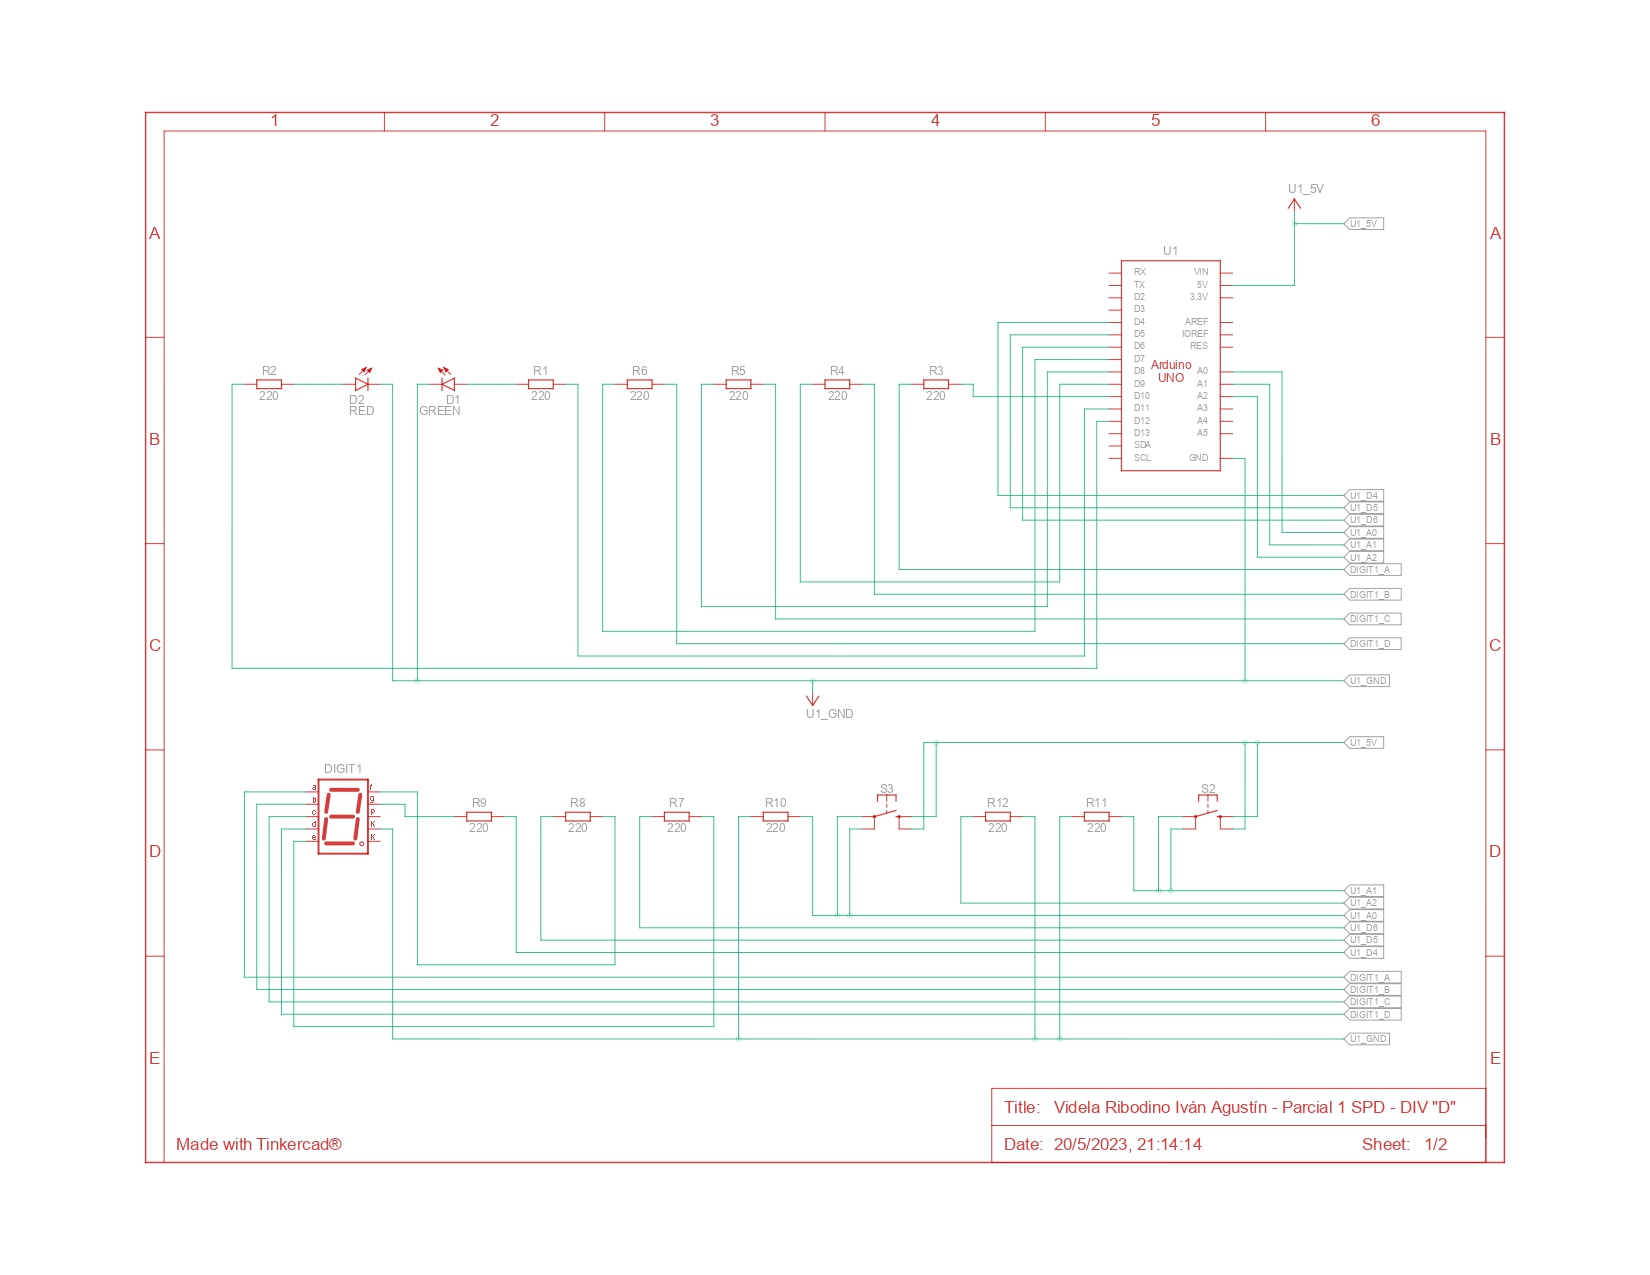 1 2 3 4 5 6
U1_5V
U1_5V
A A
U1
RX VIN
TX 5V
D2 3.3V
D3
D4 AREF
D5 IOREF
D6 RES
D7
Arduino
UNO
D8 A0
D9 A1
D10 A2
D11 A3
D12 A4
D13 A5
SDA
SCL GND
R2 R1 R6 R5 R4 R3
220 D2 D1 220 220 220 220 220
RED GREEN
B B
U1_D4
U1_D5
U1_D6
U1_A0
U1_A1
U1_A2
DIGIT1_A
DIGIT1_B
DIGIT1_C
C C
DIGIT1_D
U1_GND
U1_GND
U1_5V
DIGIT1
a f
b g
c P
d K
e K
S3 S2
R9 R8 R7 R10 R12 R11
220 220 220 220 220 220
D D
U1_A1
U1_A2
U1_A0
U1_D6
U1_D5
U1_D4
DIGIT1_A
DIGIT1_B
DIGIT1_C
DIGIT1_D
U1_GND
E E
Title: Videla Ribodino Iván Agustín - Parcial 1 SPD - DIV "D"
Made with Tinkercad®
Date: 20/5/2023, 21:14:14 Sheet: 1/2